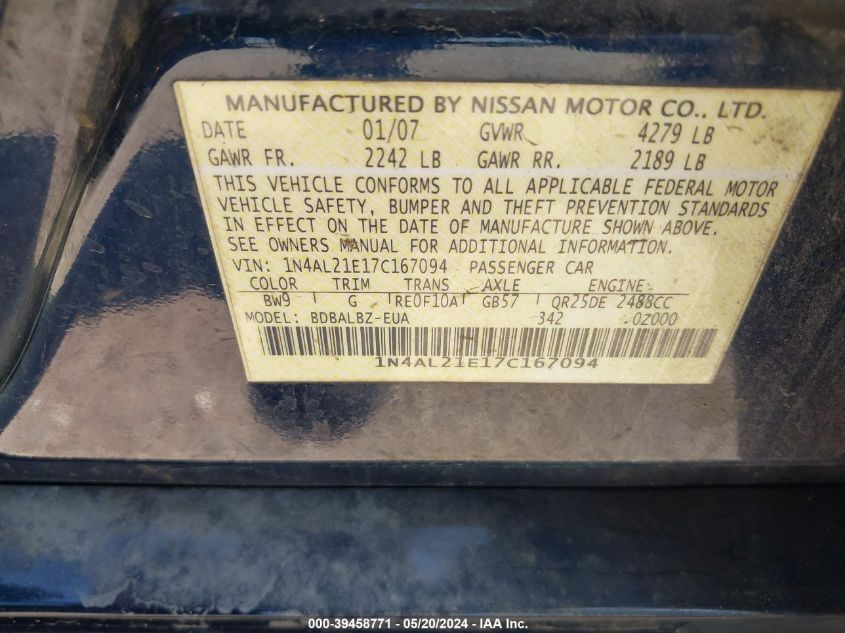 MANUFACTURED BY NISSAN MOTOR CO., LTD.
DATE 01/07 GVWR 4279 LB
GAWR FR. 2242 LB GAWR RR. 2189 LB
THIS VEHICLE CONFORMS TO ALL APPLICABLE FEDERAL MOTOR
VEHICLE SAFETY, BUMPER AND THEFT PREVENTION STANDARDS
IN EFFECT ON THE DATE OF MANUFACTURE SHOWN ABOVE.
SEE OWNERS MANUAL FOR ADDITIONAL INFORMATION.
VIN: 1N4AL21E17C167094 PASSENGER CAR
COLOR TRIM TRANS AXLE ENGINE
BW9 G RE0F10A GB57 QR25DE 2488CC
MODEL: BDBALBZ-EUA 342 0Z000
1N4AL21E17C167094
000-39458771 - 05/20/2024 - IAA Inc.